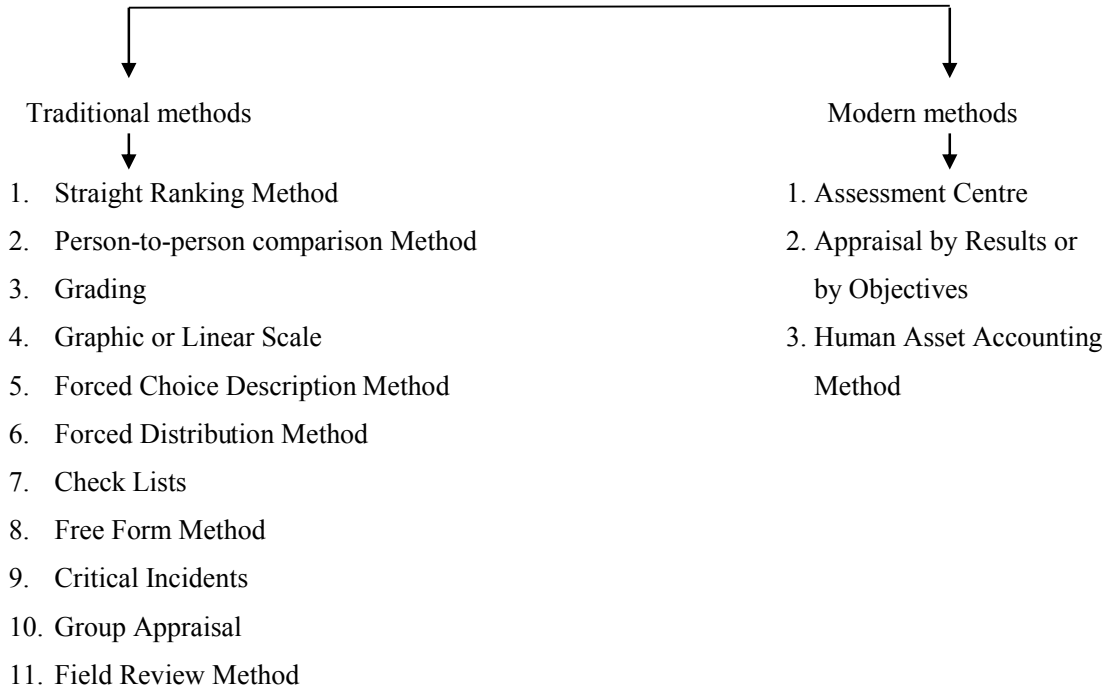 Traditional methods
1. Straight Ranking Method
2. Person-to-person comparison Method
3. Grading
4. Graphic or Linear Scale
5. Forced Choice Description Method
6. Forced Distribution Method
7. Check Lists
8. Free Form Method
9. Critical Incidents
10. Group Appraisal
11. Field Review Method
Modern methods
1. Assessment Centre
2. Appraisal by Results or
by Objectives
3. Human Asset Accounting
Method